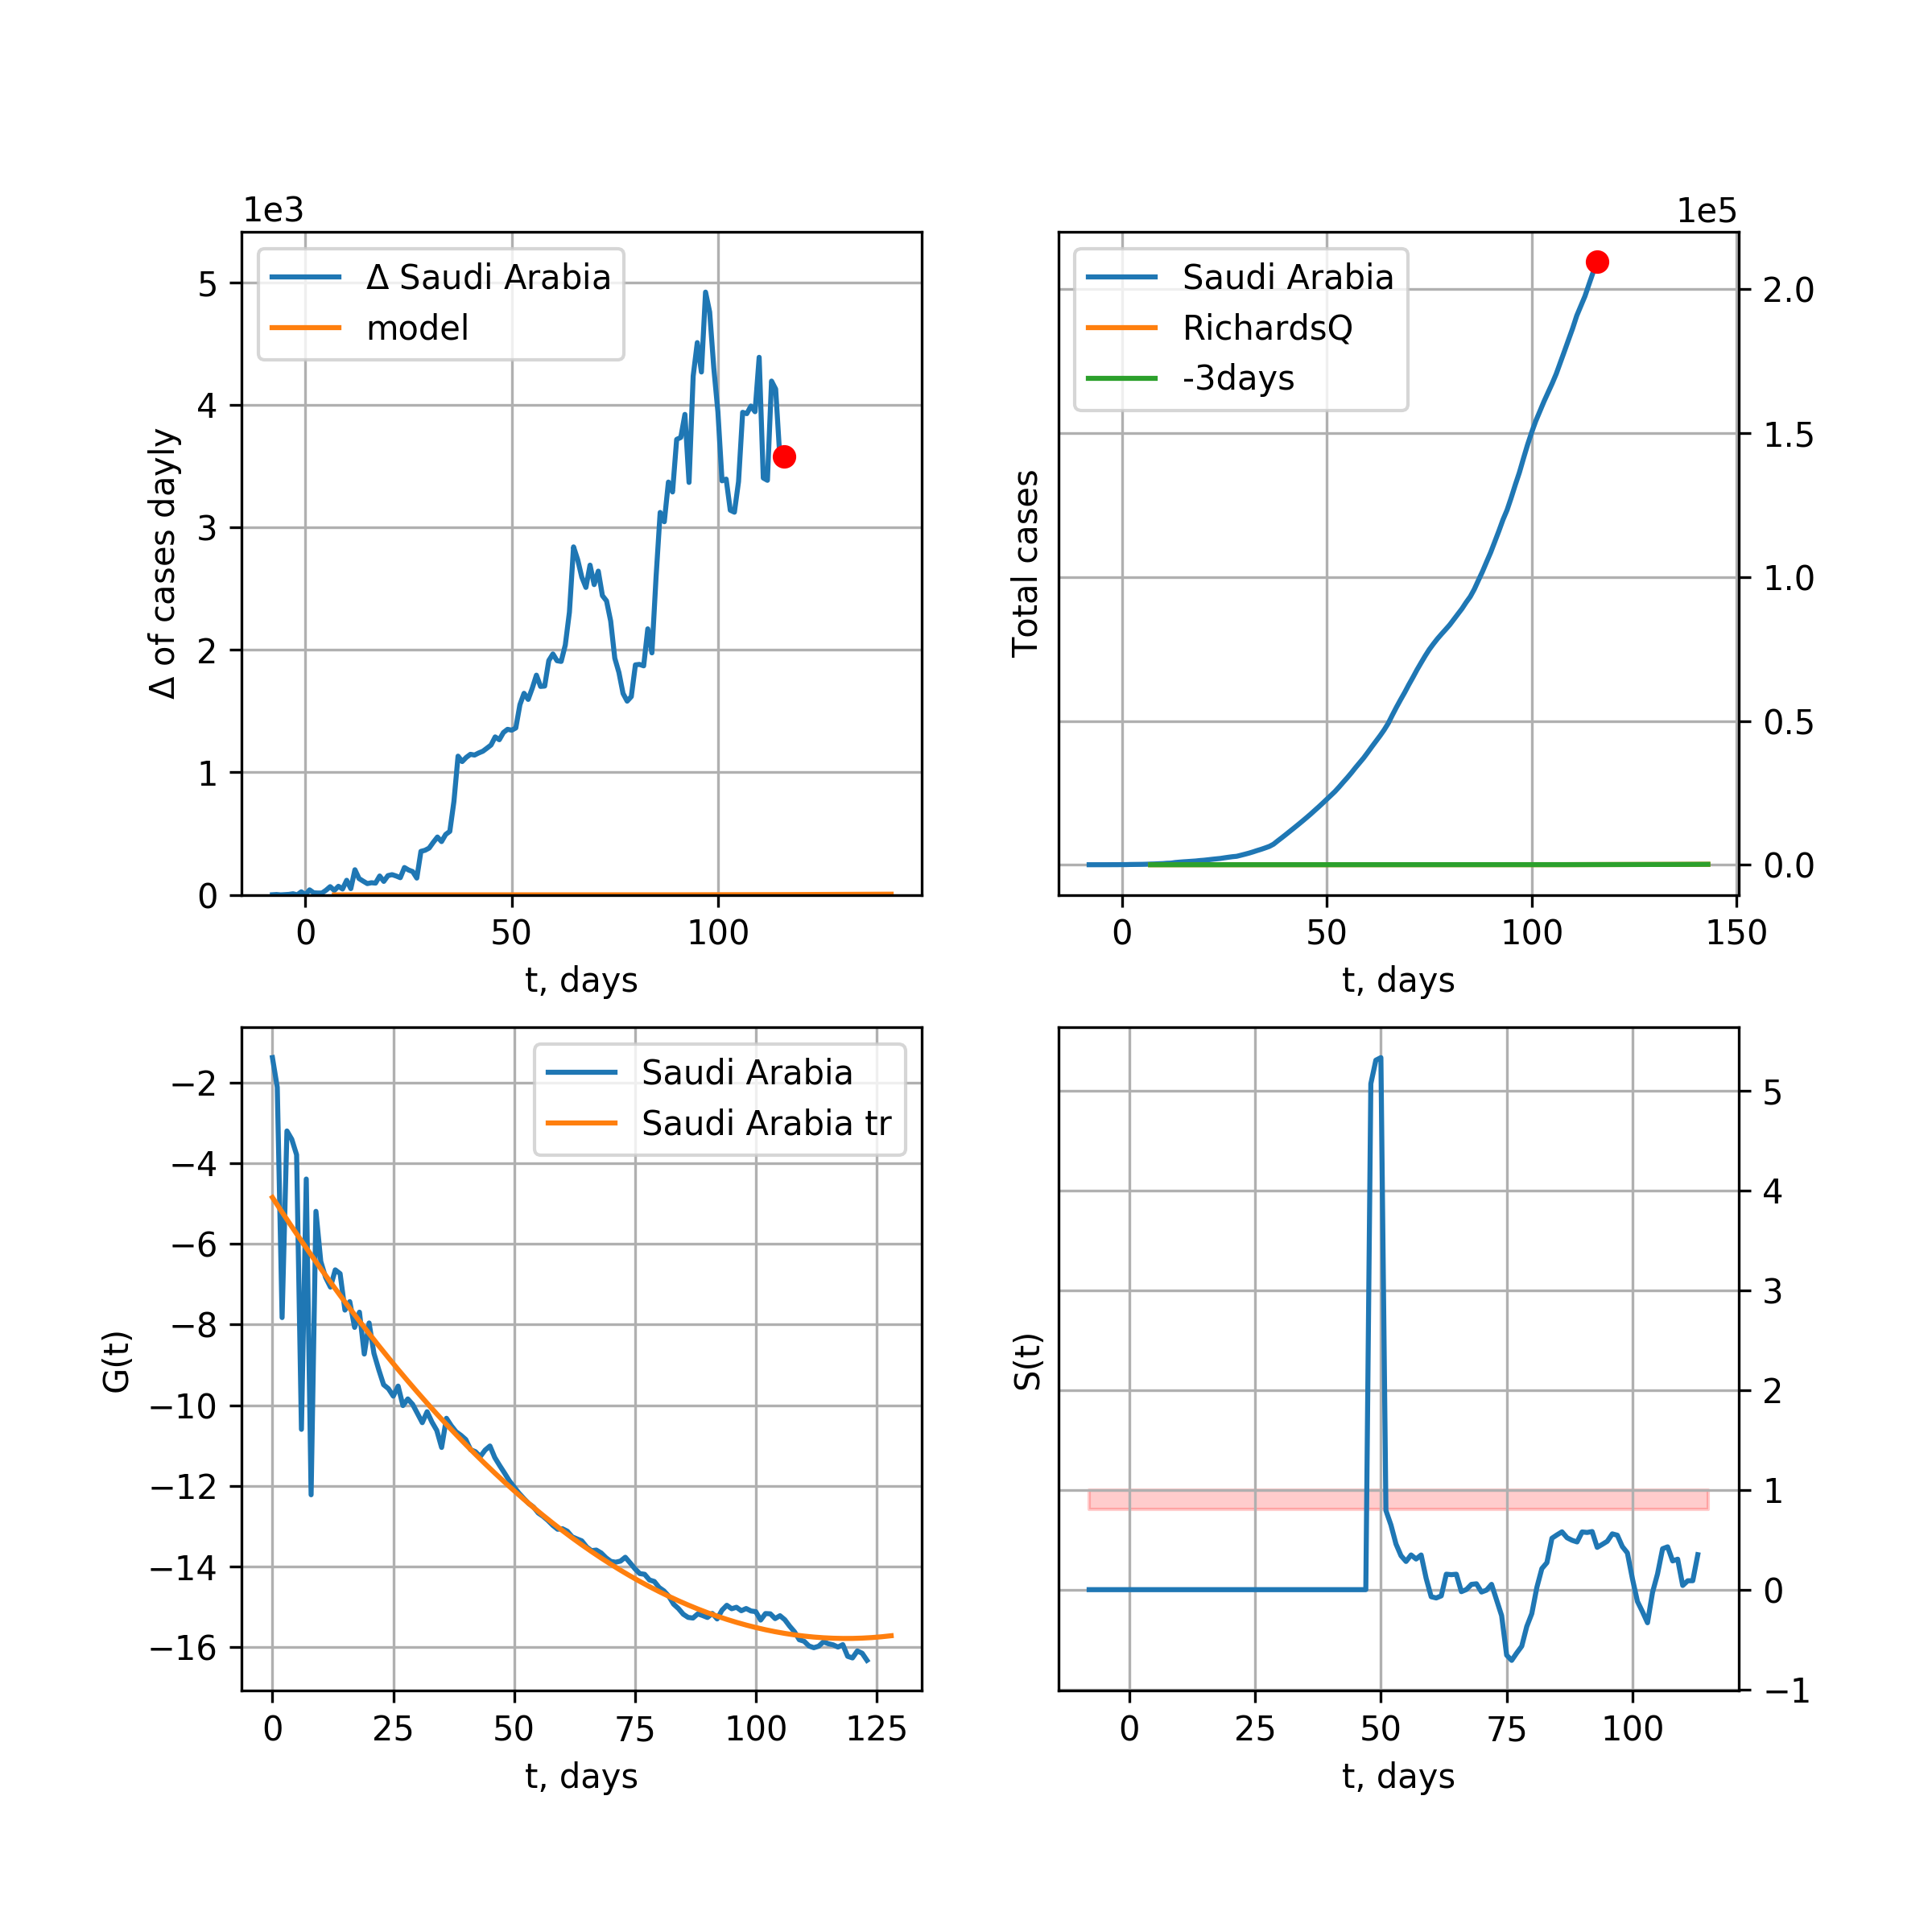 1e3
Δ Saudi Arabia
model
5
4
3
2
1
0
Δ of cases dayly
0 50 100
t, days
1e5
Saudi Arabia
RichardsQ
-3days
2.0
1.5
1.0
0.5
0.0
Total cases
0 50 100 150
t, days
Saudi Arabia
Saudi Arabia tr
−2
−4
−6
−8
−10
−12
−14
−16
G(t)
0 25 50 75 100 125
t, days
5
4
3
2
1
0
−1
S(t)
0 25 50 75 100
t, days